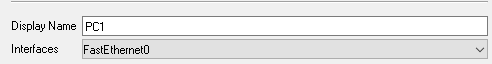 Display Name PC1
Interfaces FastEthernet0